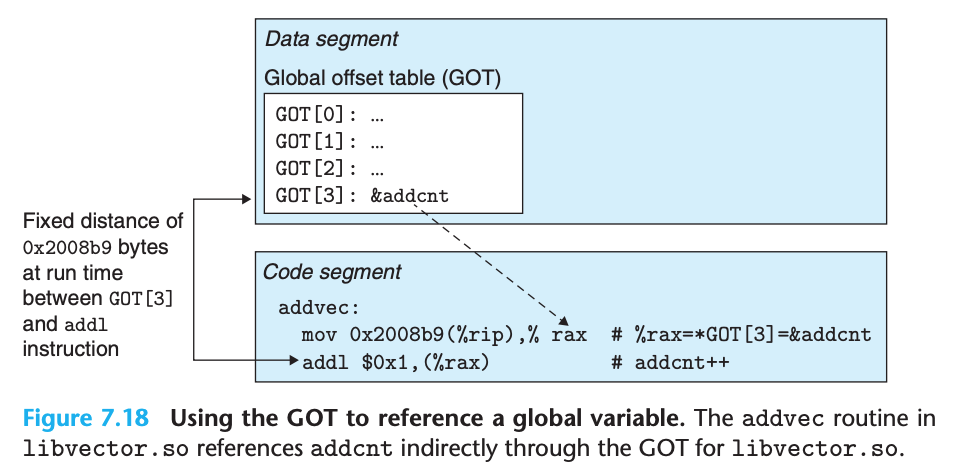 Data segment
Global offset table (GOT)
GOT[0]: …
GOT[1]: …
GOT[2]: …
GOT[3]: &addcnt
Fixed distance of
0x2008b9 bytes
at run time
between GOT[3]
and addl
instruction
Code segment
addvec:
mov 0x2008b9(%rip),% rax # %rax=*GOT[3]=&addcnt
addl $0x1,(%rax) # addcnt++
Figure 7.18 Using the GOT to reference a global variable. The addvec routine in
libvector.so references addcnt indirectly through the GOT for libvector.so.